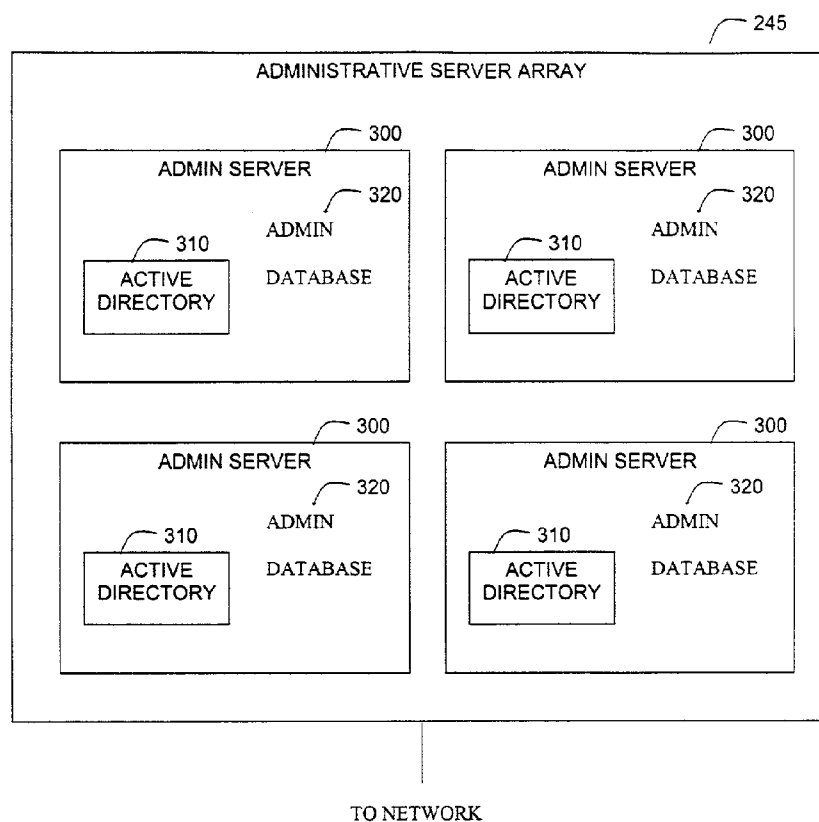 245
ADMINISTRATIVE SERVER ARRAY
300
ADMIN SERVER
320
ADMIN
310
DATABASE
ACTIVE
DIRECTORY
300
ADMIN SERVER
320
ADMIN
310
DATABASE
ACTIVE
DIRECTORY
300
ADMIN SERVER
320
ADMIN
310
DATABASE
ACTIVE
DIRECTORY
300
ADMIN SERVER
320
ADMIN
310
DATABASE
ACTIVE
DIRECTORY
TO NETWORK